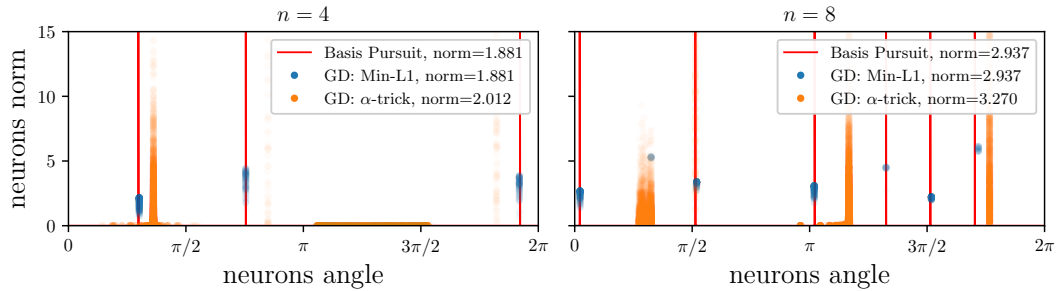 n = 4
n = 8
neurons norm
15
10
5
0
Basis Pursuit, norm=1.881
GD: Min-L1, norm=1.881
GD: α-trick, norm=2.012
Basis Pursuit, norm=2.937
GD: Min-L1, norm=2.937
GD: α-trick, norm=3.270
0 π/2 π 3π/2 2π
0 π/2 π 3π/2 2π
neurons angle
neurons angle